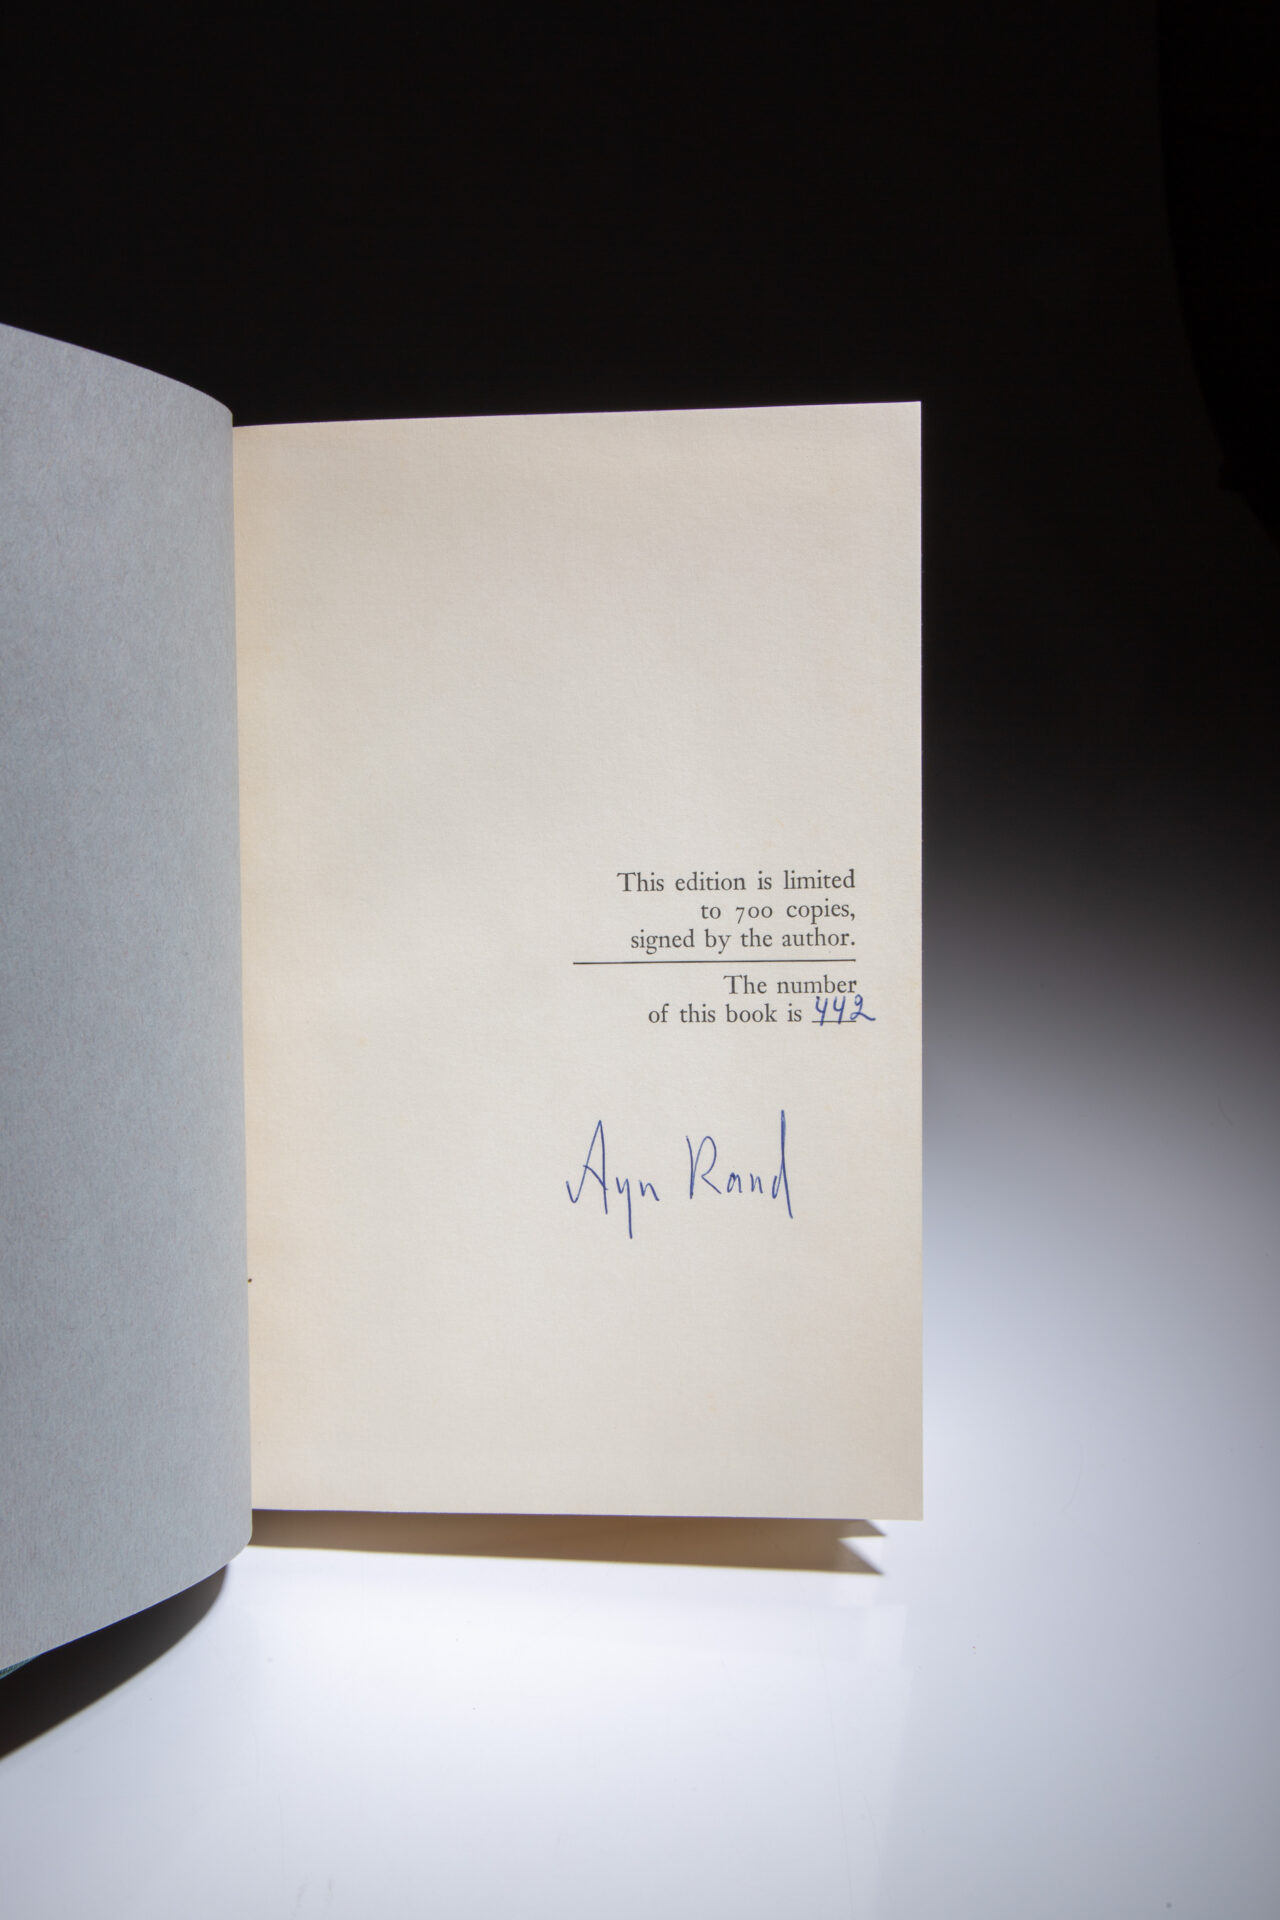 This edition is limited
to 700 copies,
signed by the author.
The number
of this book is 442
Ayn Rand